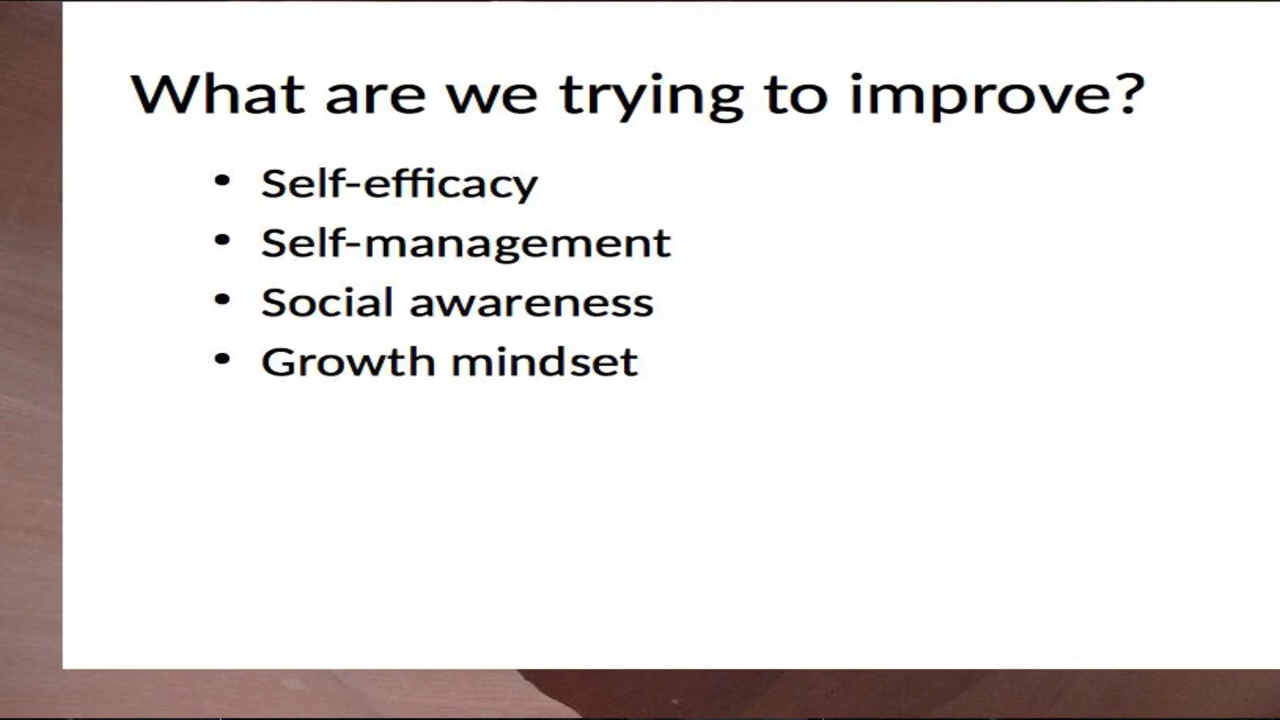 What are we trying to improve?
• Self-efficacy
• Self-management
• Social awareness
• Growth mindset